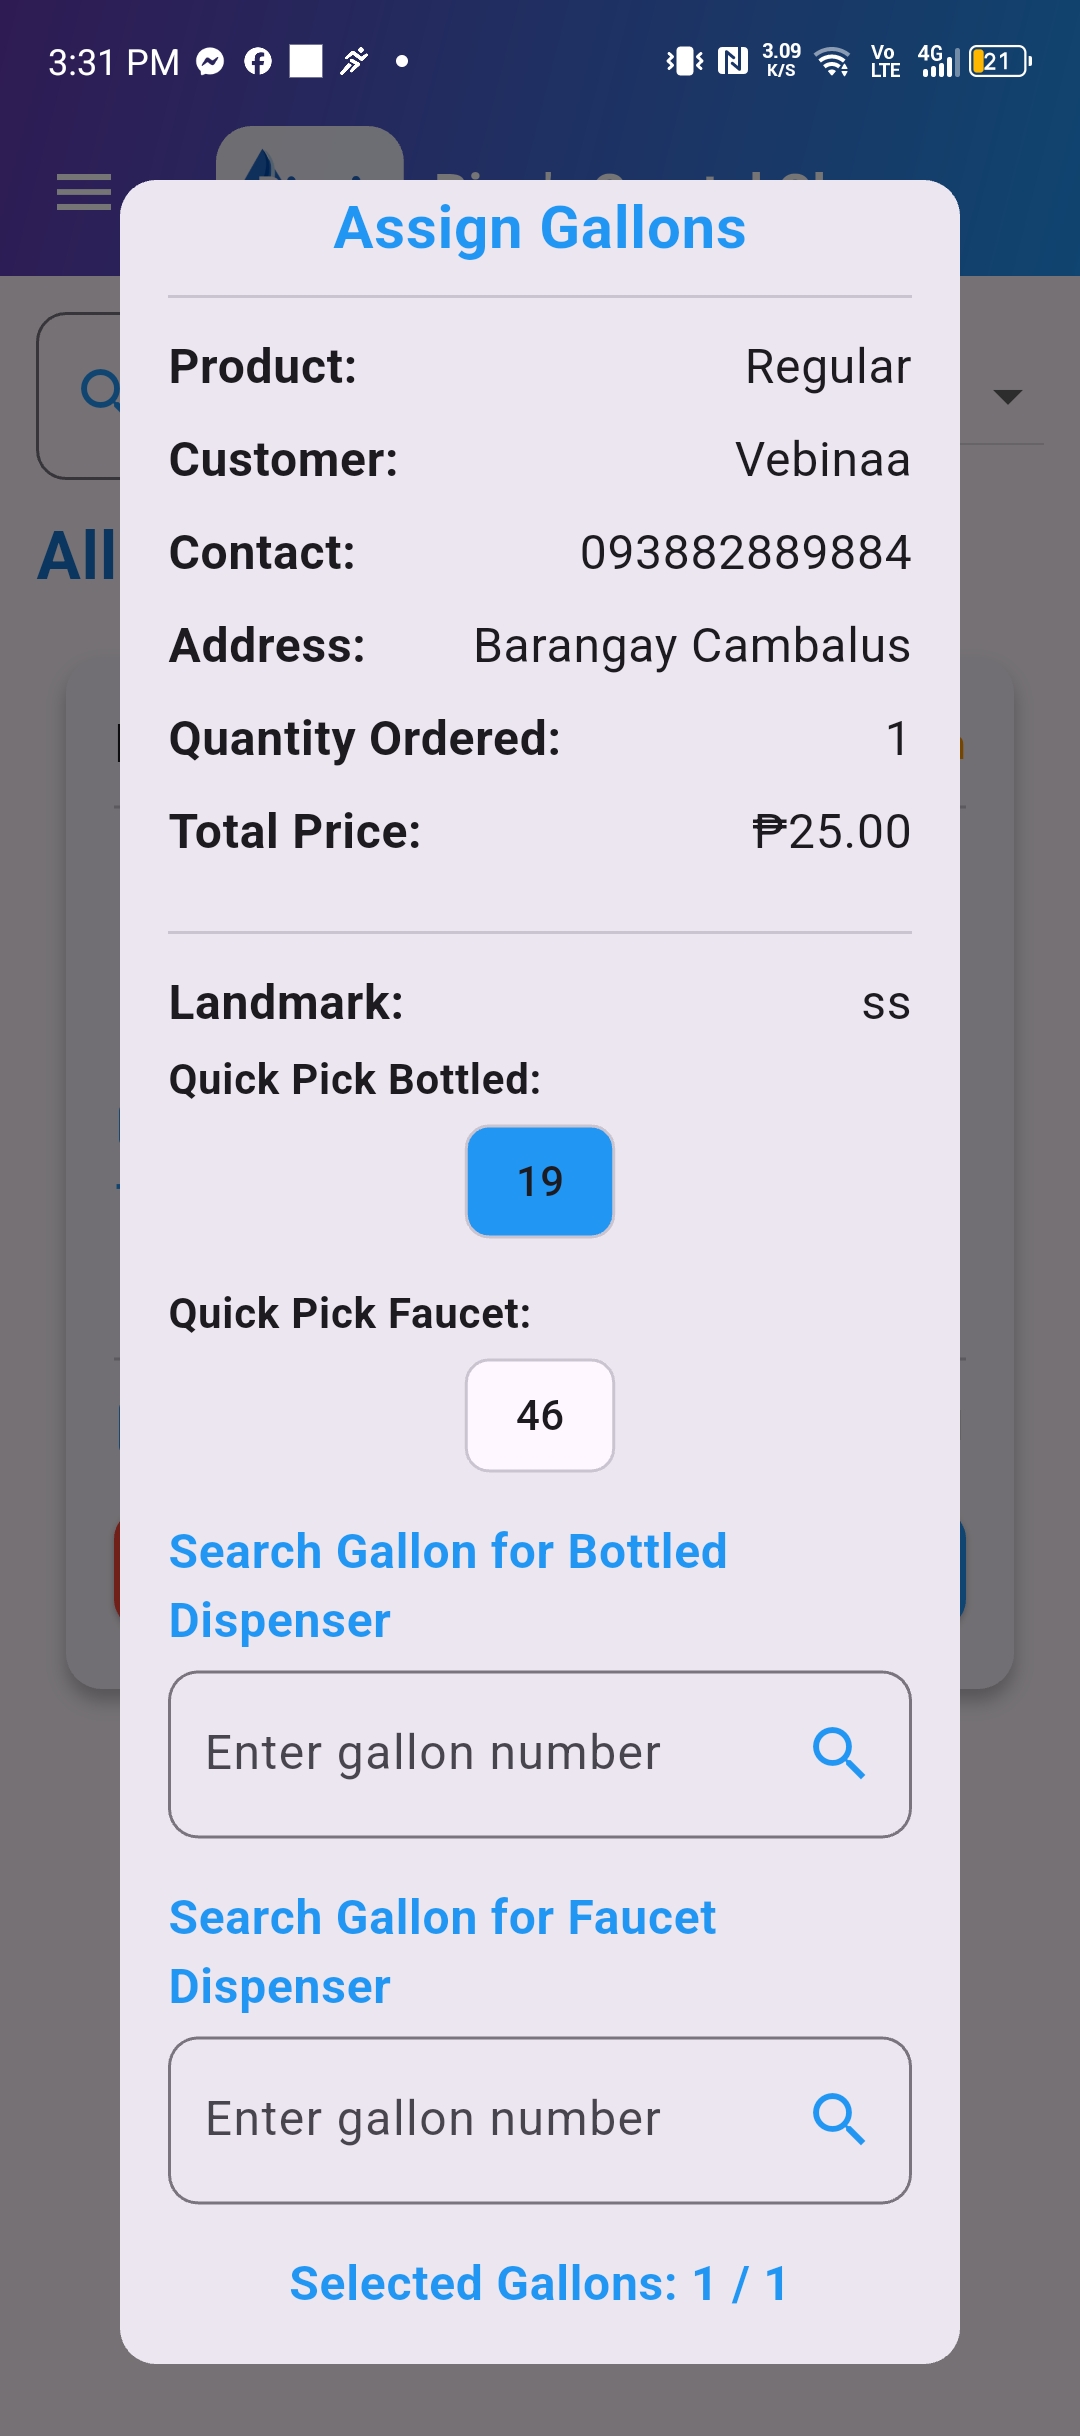 3:31 PM
3.09 K/S
Vo LTE
4G
21
Assign Gallons
Product: Regular
Customer: Vebinaa
Contact: 093882889884
Address: Barangay Cambalus
Quantity Ordered: 1
Total Price: ₱25.00
All
Landmark: ss
Quick Pick Bottled:
19
Quick Pick Faucet:
46
Search Gallon for Bottled
Dispenser
Enter gallon number
Search Gallon for Faucet
Dispenser
Enter gallon number
Selected Gallons: 1 / 1